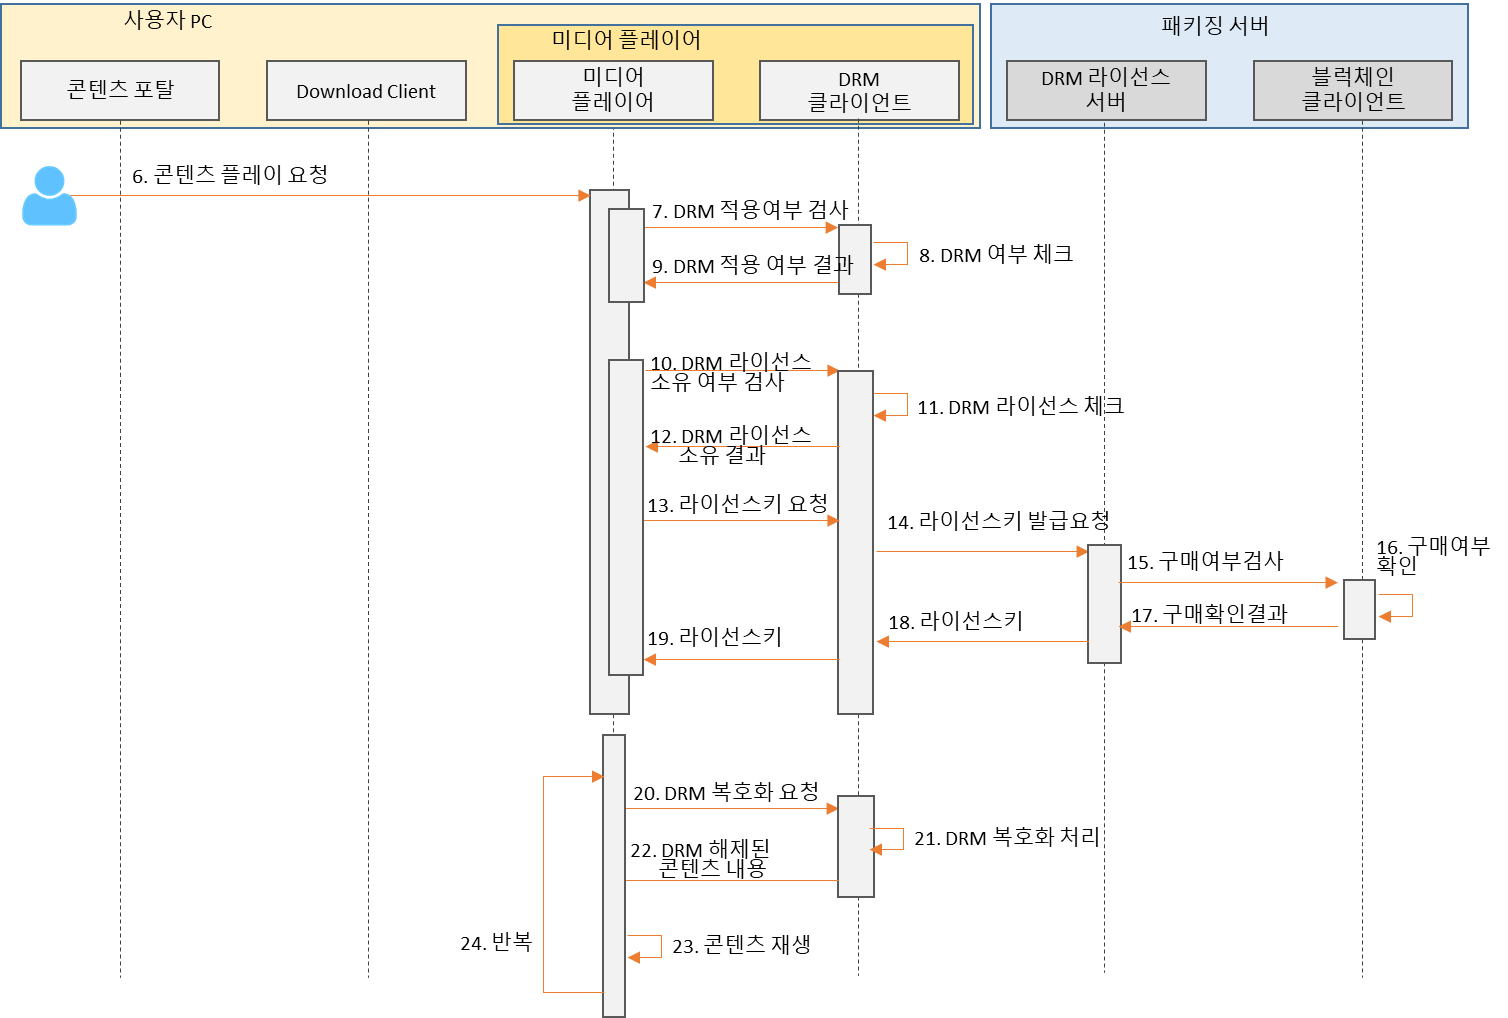 사용자 PC
미디어 플레이어
패키징 서버
콘텐츠 포탈
Download Client
미디어
플레이어
DRM
클라이언트
DRM 라이선스
서버
블럭체인
클라이언트
6. 콘텐츠 플레이 요청
7. DRM 적용여부 검사
8. DRM 여부 체크
9. DRM 적용 여부 결과
10. DRM 라이선스
소유 여부 검사
11. DRM 라이선스 체크
12. DRM 라이선스
소유 결과
13. 라이선스키 요청
14. 라이선스키 발급요청
15. 구매여부검사
16. 구매여부
확인
17. 구매확인결과
18. 라이선스키
19. 라이선스키
20. DRM 복호화 요청
21. DRM 복호화 처리
22. DRM 해제된
콘텐츠 내용
23. 콘텐츠 재생
24. 반복